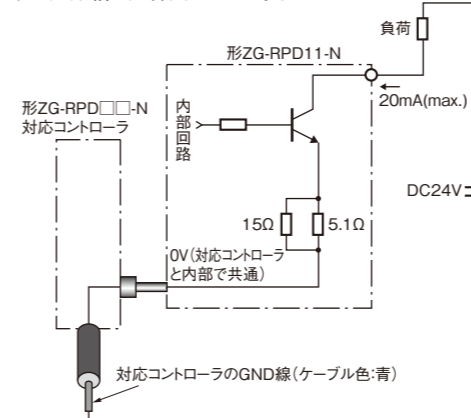 負荷
形ZG-RPD11-N
20mA(max.)
形ZG-RPD□□-N
対応コントローラ
内部回路
DC24V
15Ω
5.1Ω
0V(対応コントローラ
と内部で共通)
対応コントローラのGND線(ケーブル色:青)